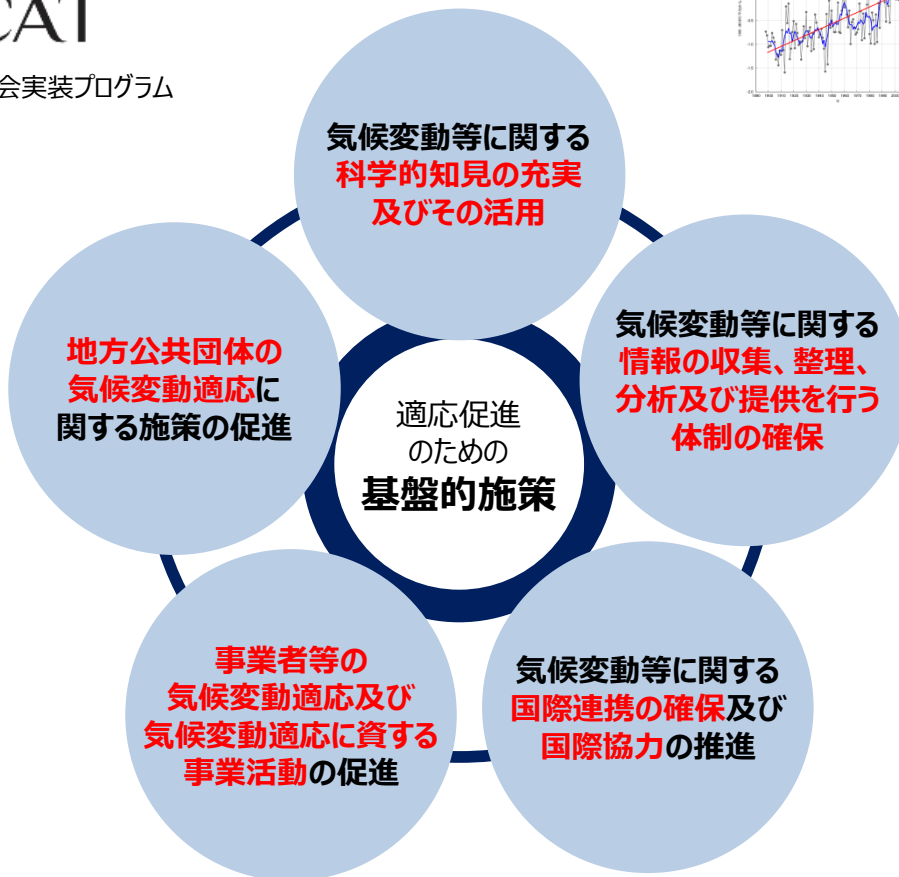 CAT
会実装プログラム
気候変動等に関する
科学的知見の充実
及びその活用
気候変動等に関する
情報の収集、整理、
分析及び提供を行う
体制の確保
気候変動等に関する
国際連携の確保及び
国際協力の推進
事業者等の
気候変動適応及び
気候変動適応に資する
事業活動の促進
地方公共団体の
気候変動適応に
関する施策の促進
適応促進
のための
基盤的施策